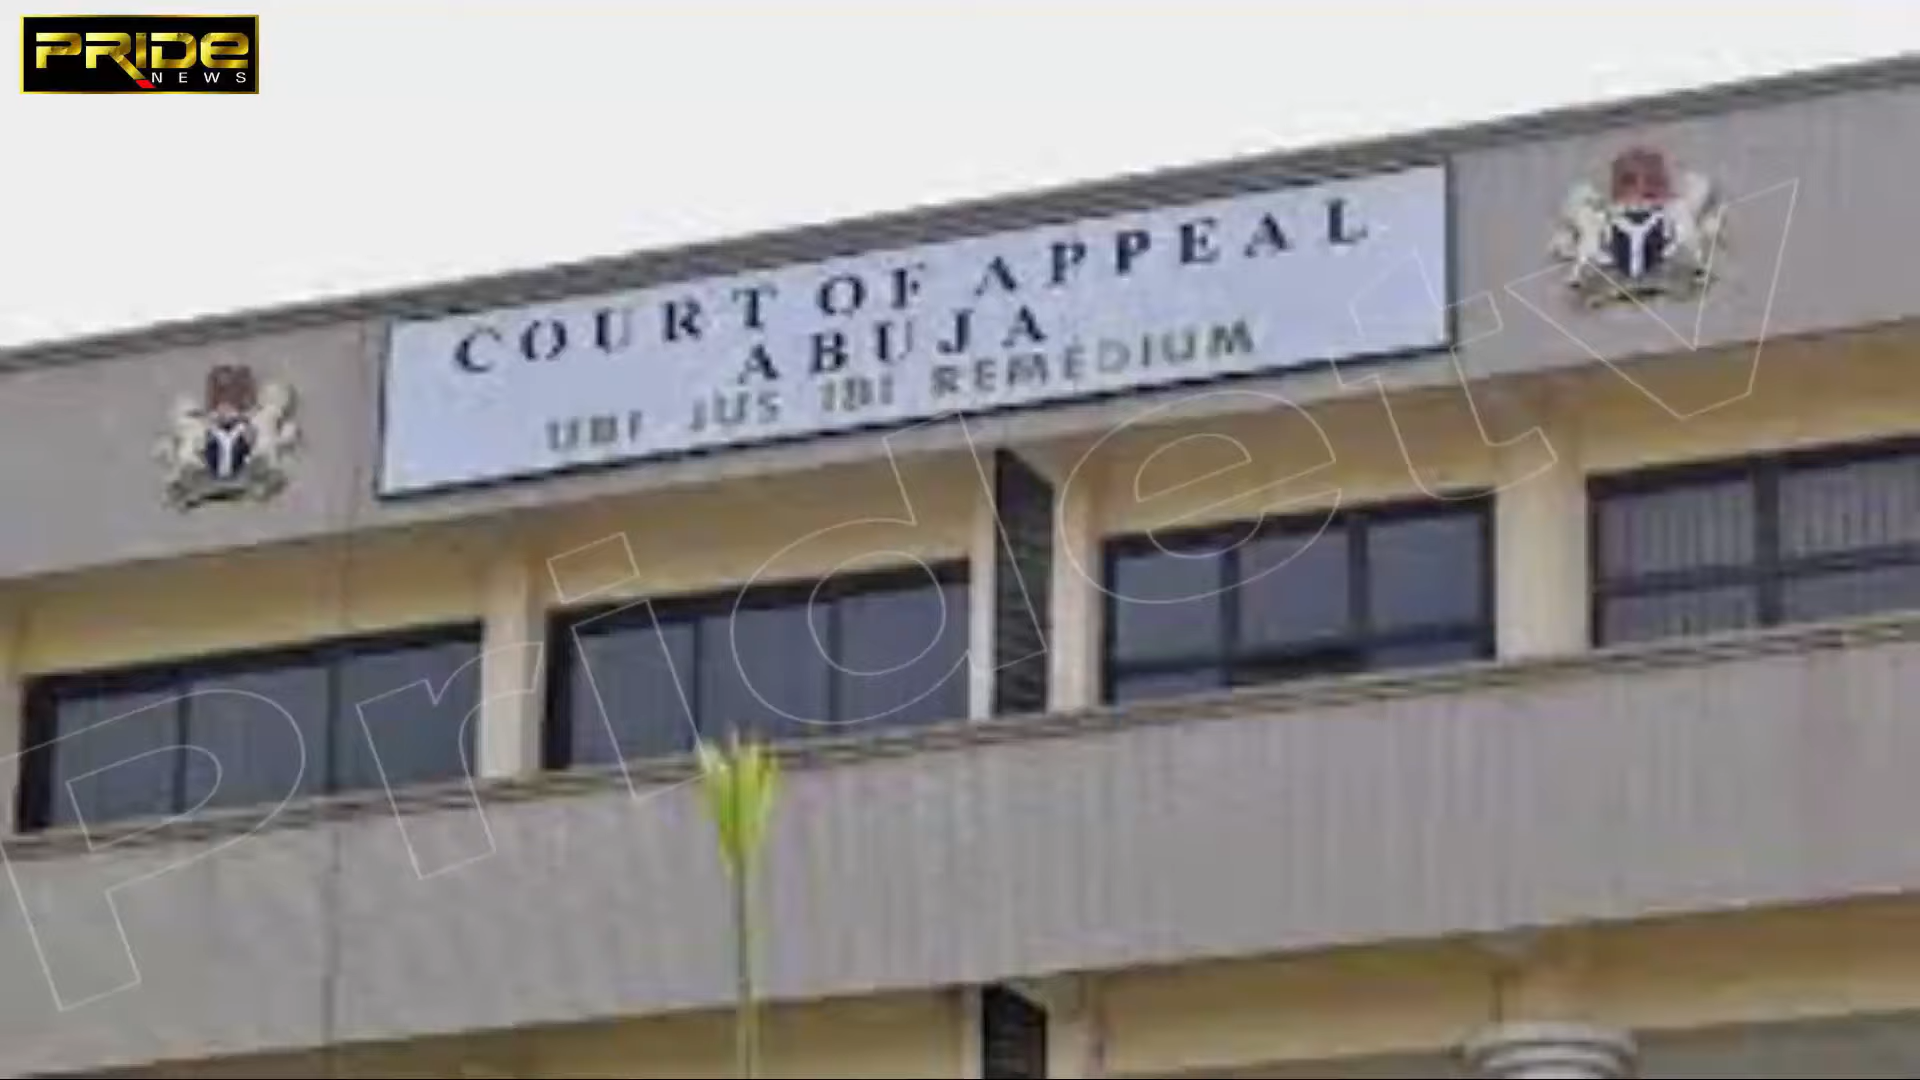 PRIDE
NEWS
COURT OF APPEAL
ABUJA
UBI JUS IBI REMEDIUM
Pridetv